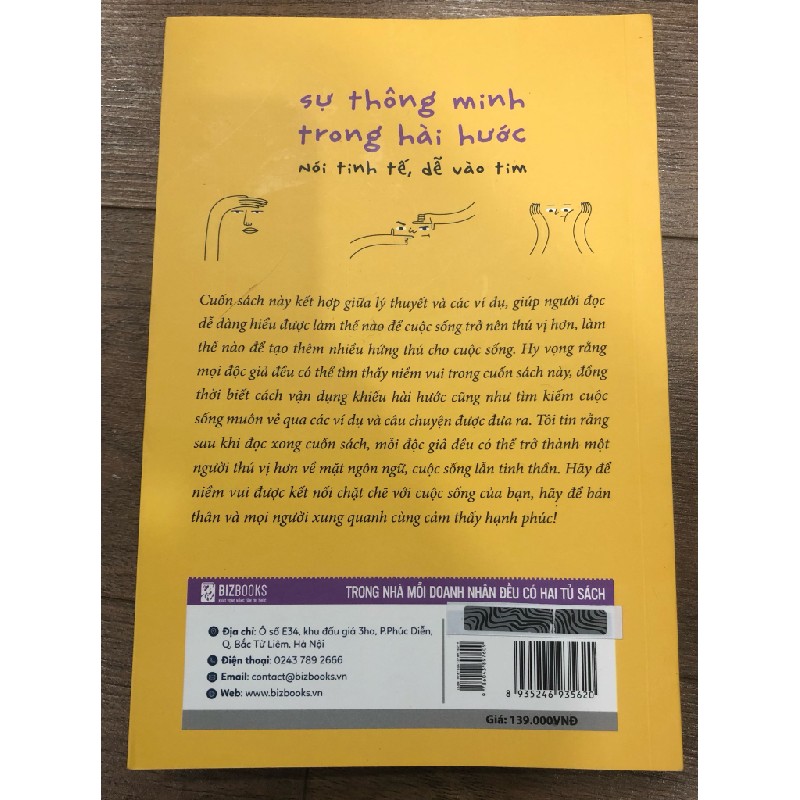 sự thông minh
trong hài hước
Nói tinh tế, dễ vào tim
Cuốn sách này kết hợp giữa lý thuyết và các ví dụ, giúp người đọc
dễ dàng hiểu được làm thế nào để cuộc sống trở nên thú vị hơn, làm
thế nào để tạo thêm nhiều hứng thú cho cuộc sống. Hy vọng rằng
mọi độc giả đều có thể tìm thấy niềm vui trong cuốn sách này, đồng
thời biết cách vận dụng khiếu hài hước cũng như tìm kiếm cuộc
sống muôn vẻ qua các ví dụ và câu chuyện được đưa ra. Tôi tin rằng
sau khi đọc xong cuốn sách, mỗi độc giả đều có thể trở thành một
người thú vị hơn về mặt ngôn ngữ, cuộc sống lẫn tinh thần. Hãy để
niềm vui được kết nối chặt chẽ với cuộc sống của bạn, hãy để bản
thân và mọi người xung quanh cùng cảm thấy hạnh phúc!
BIZBOOKS
TRONG NHÀ MỖI DOANH NHÂN ĐỀU CÓ HAI TỦ SÁCH
Địa chỉ: Ô số E34, khu đấu giá 3ha, P.Phúc Diễn,
Q, Bắc Từ Liêm, Hà Nội
Điện thoại: 0243 789 2666
Email: contact@bizbooks.vn
Web: www.bizbooks.vn
8 935246 935620
Giá: 139.000VNĐ